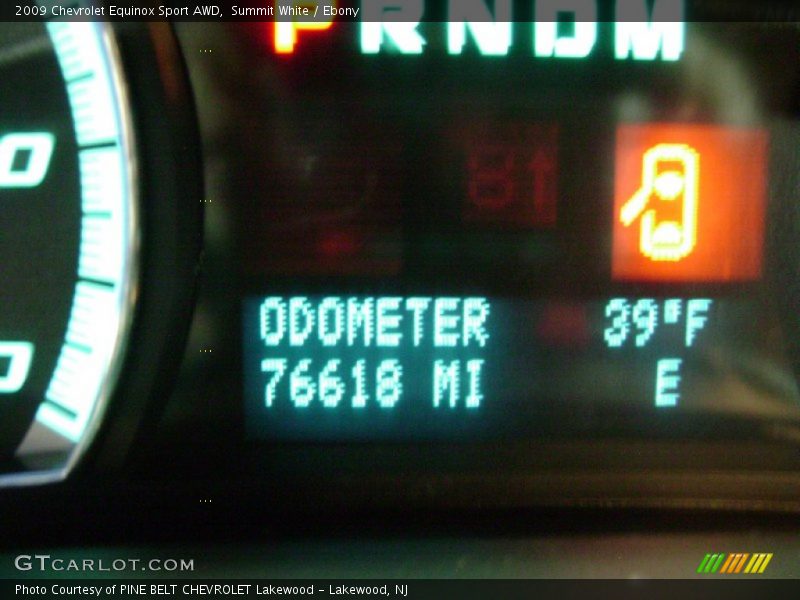 2009 Chevrolet Equinox Sport AWD, Summit White / Ebony
PRNDM
ODOMETER 39°F
76618 MI E
GTCARLOT.COM
Photo Courtesy of PINE BELT CHEVROLET Lakewood - Lakewood, NJ